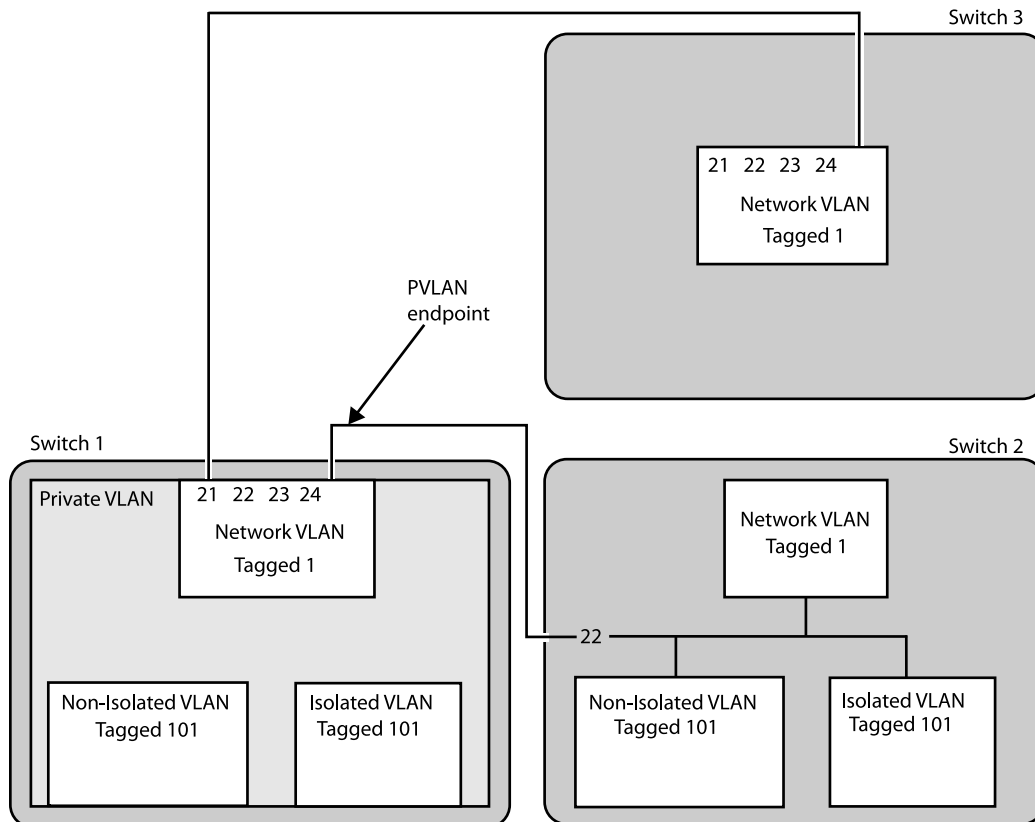 Switch 3
21 22 23 24
Network VLAN
Tagged 1
PVLAN
endpoint
Switch 1
Private VLAN
21 22 23 24
Network VLAN
Tagged 1
Non-Isolated VLAN
Tagged 101
Isolated VLAN
Tagged 101
Switch 2
Network VLAN
Tagged 1
22
Non-Isolated VLAN
Tagged 101
Isolated VLAN
Tagged 101